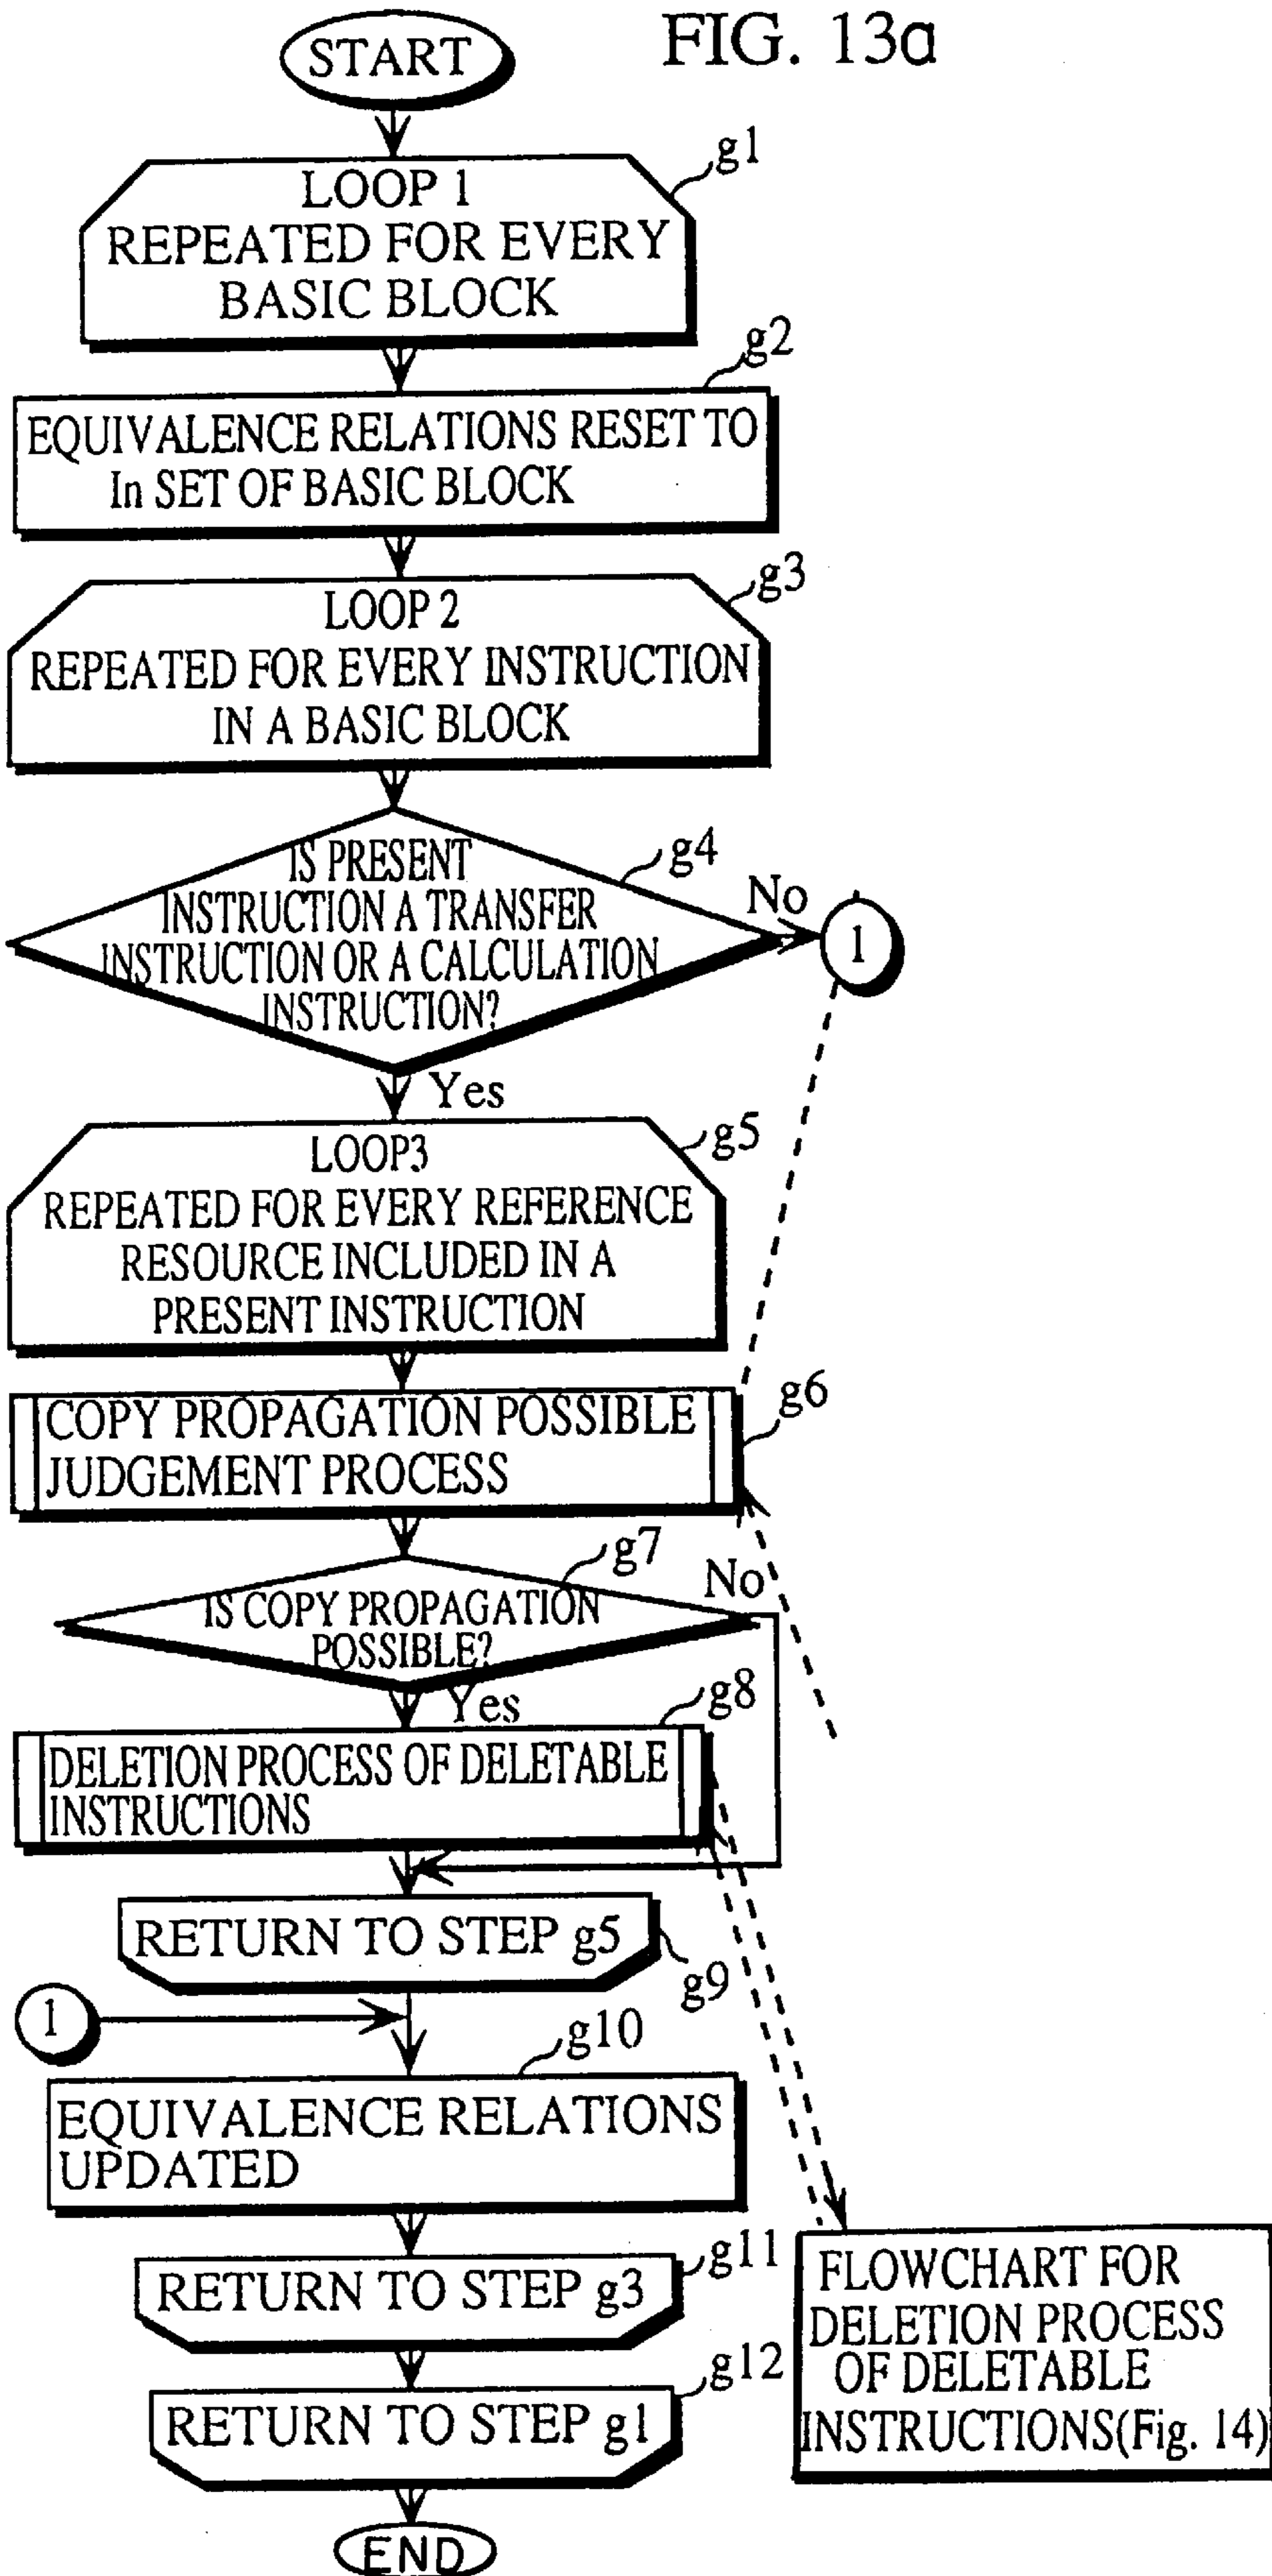 FIG. 13a
START
g1
LOOP 1
REPEATED FOR EVERY
BASIC BLOCK
g2
EQUIVALENCE RELATIONS RESET TO
In SET OF BASIC BLOCK
g3
LOOP 2
REPEATED FOR EVERY INSTRUCTION
IN A BASIC BLOCK
g4
IS PRESENT
INSTRUCTION A TRANSFER
INSTRUCTION OR A CALCULATION
INSTRUCTION?
No
1
Yes
g5
LOOP3
REPEATED FOR EVERY REFERENCE
RESOURCE INCLUDED IN A
PRESENT INSTRUCTION
g6
COPY PROPAGATION POSSIBLE
JUDGEMENT PROCESS
g7
No
IS COPY PROPAGATION
POSSIBLE?
Yes
g8
DELETION PROCESS OF DELETABLE
INSTRUCTIONS
RETURN TO STEP g5
g9
1
g10
EQUIVALENCE RELATIONS
UPDATED
g11
RETURN TO STEP g3
g12
RETURN TO STEP g1
END
FLOWCHART FOR
DELETION PROCESS
OF DELETABLE
INSTRUCTIONS(Fig. 14)